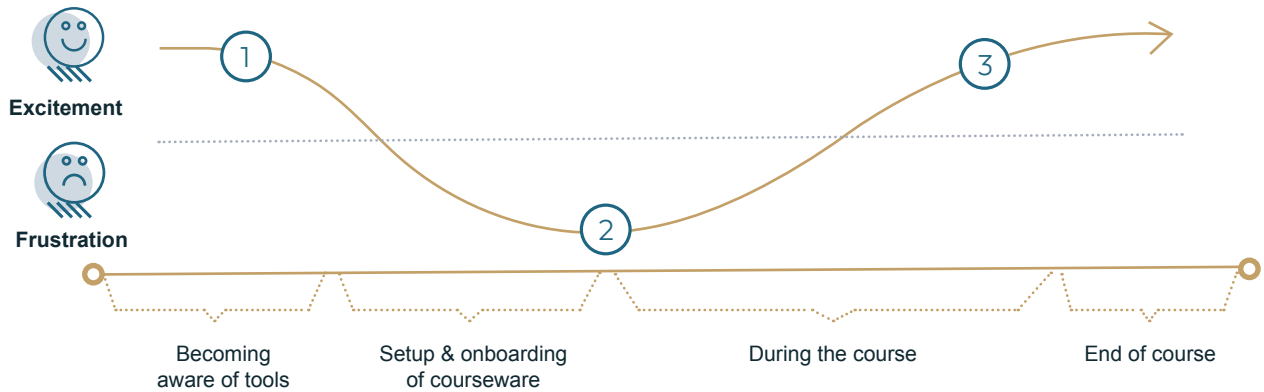 1
3
Excitement
2
Frustration
Becoming
aware of tools
Setup & onboarding
of courseware
During the course
End of course